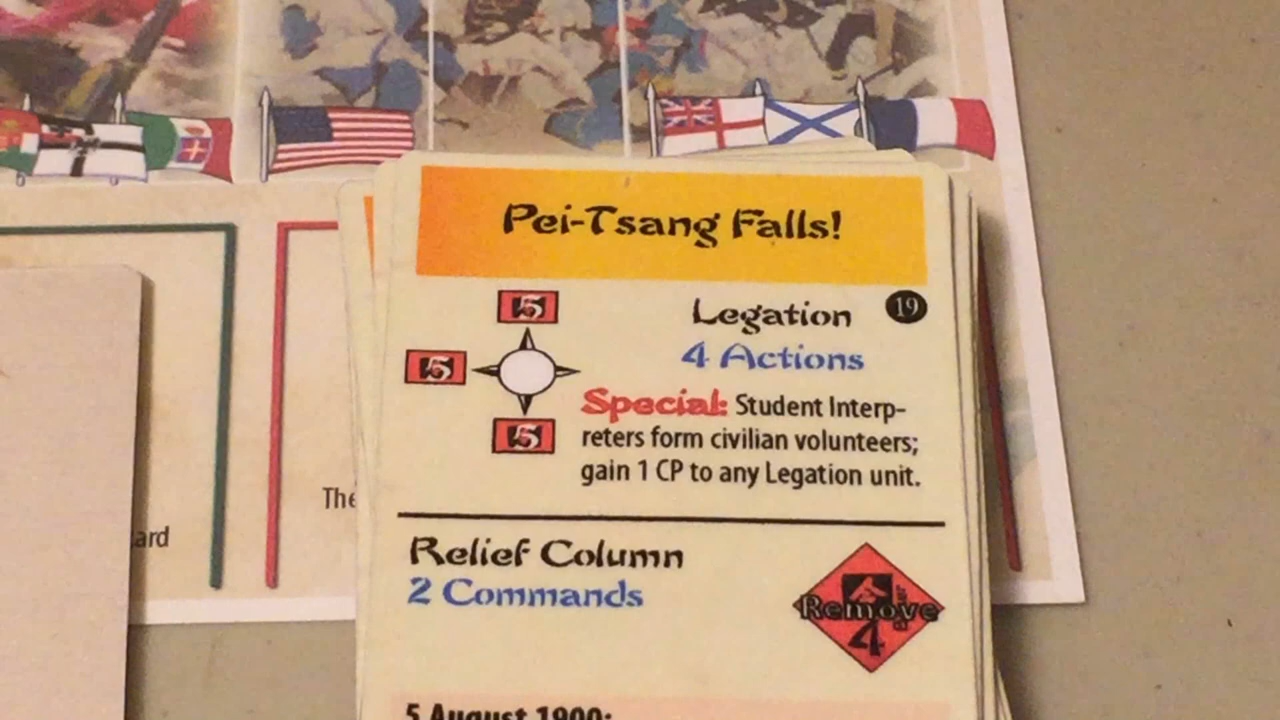 Pei-Tsang Falls!
5
Legation
19
5
4 Actions
Special: Student Interp-
reters form civilian volunteers;
gain 1 CP to any Legation unit.
5
The
ard
Relief Column
2 Commands
Remove
4
5 August 1900: